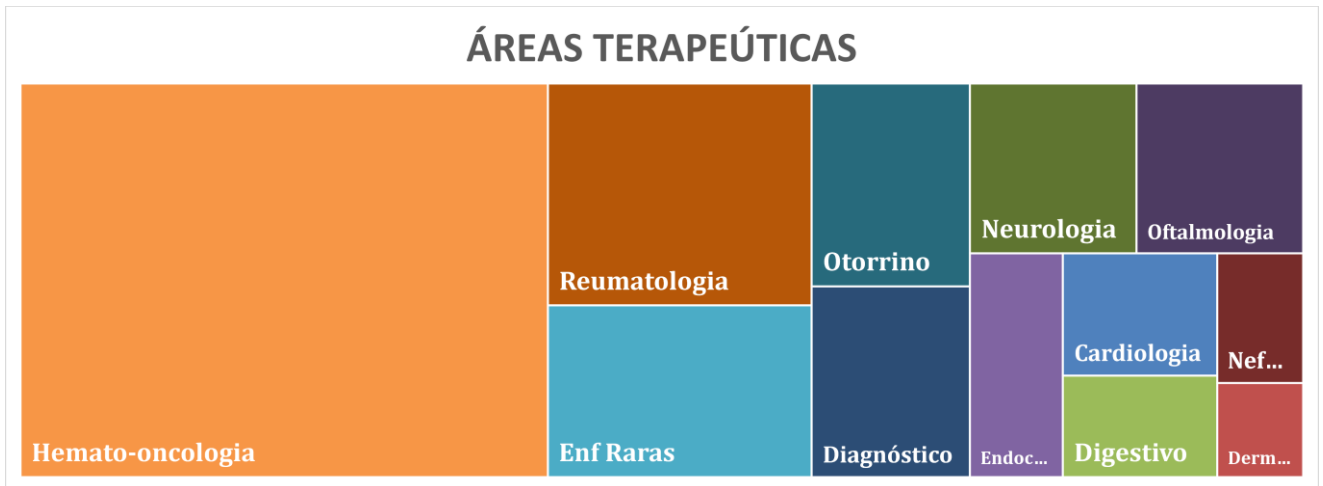 ÁREAS TERAPEÚTICAS
Hemato-oncologia
Reumatologia
Enf Raras
Otorrino
Diagnóstico
Neurologia
Oftalmologia
Endoc...
Cardiologia
Digestivo
Nef...
Derm...